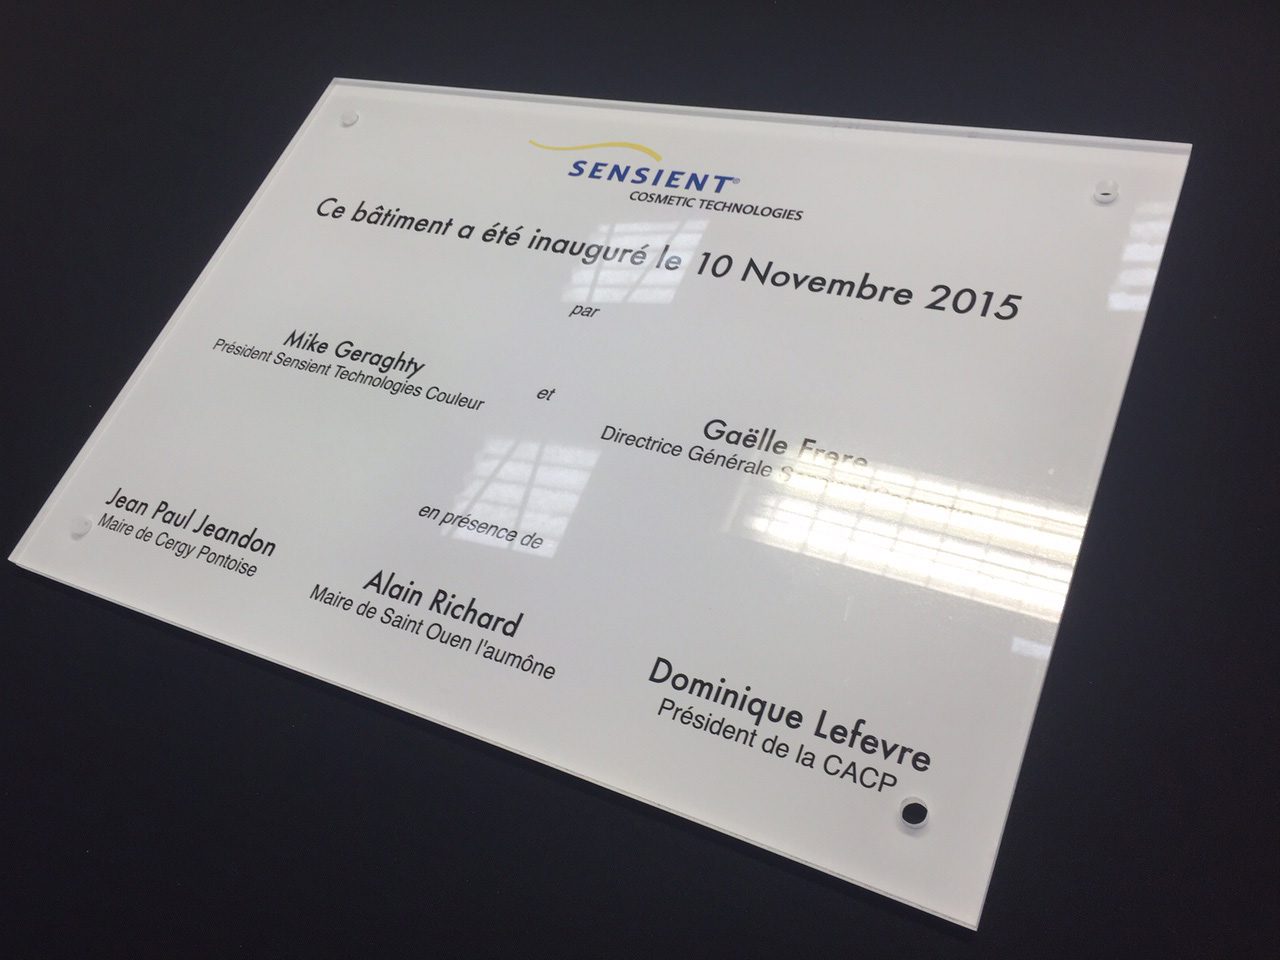 SENSIENT®
COSMETIC TECHNOLOGIES
Ce bâtiment a été inauguré le 10 Novembre 2015
par
Mike Geraghty
Président Sensient Technologies Couleur
et
Gaëlle Frere
Directrice Générale
en présence de
Jean Paul Jeandon
Maire de Cergy Pontoise
Alain Richard
Maire de Saint Ouen l'aumône
Dominique Lefevre
Président de la CACP